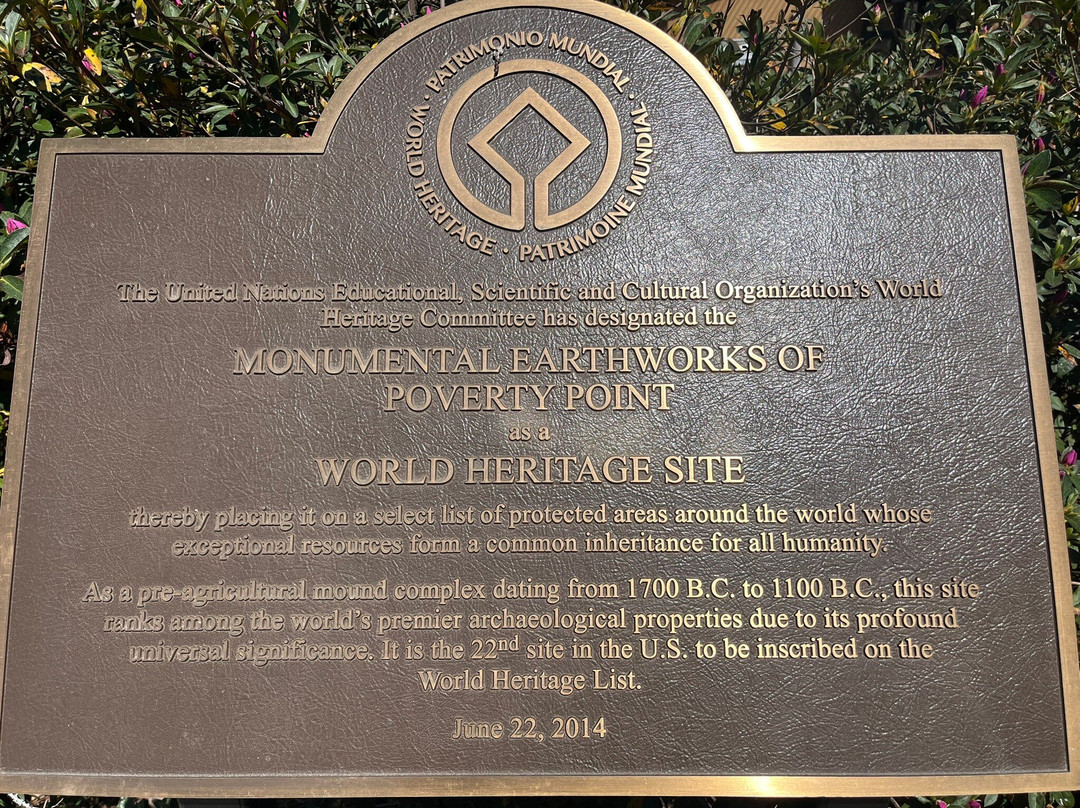 WORLD HERITAGE · PATRIMONIO MUNDIAL · PATRIMOINE MUNDIAL ·
The United Nations Educational, Scientific and Cultural Organization's World
Heritage Committee has designated the
MONUMENTAL EARTHWORKS OF
POVERTY POINT
as a
WORLD HERITAGE SITE
thereby placing it on a select list of protected areas around the world whose
exceptional resources form a common inheritance for all humanity.
As a pre-agricultural mound complex dating from 1700 B.C. to 1100 B.C., this site
ranks among the world's premier archaeological properties due to its profound
universal significance. It is the 22nd site in the U.S. to be inscribed on the
World Heritage List.
June 22, 2014